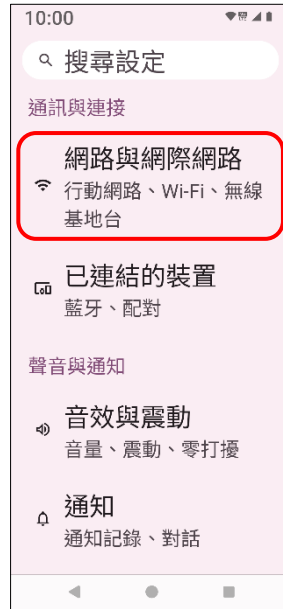 10:00
搜尋設定
通訊與連接
網路與網際網路
行動網路、Wi-Fi、無線
基地台
已連結的裝置
藍牙、配對
聲音與通知
音效與震動
音量、震動、零打擾
通知
通知記錄、對話